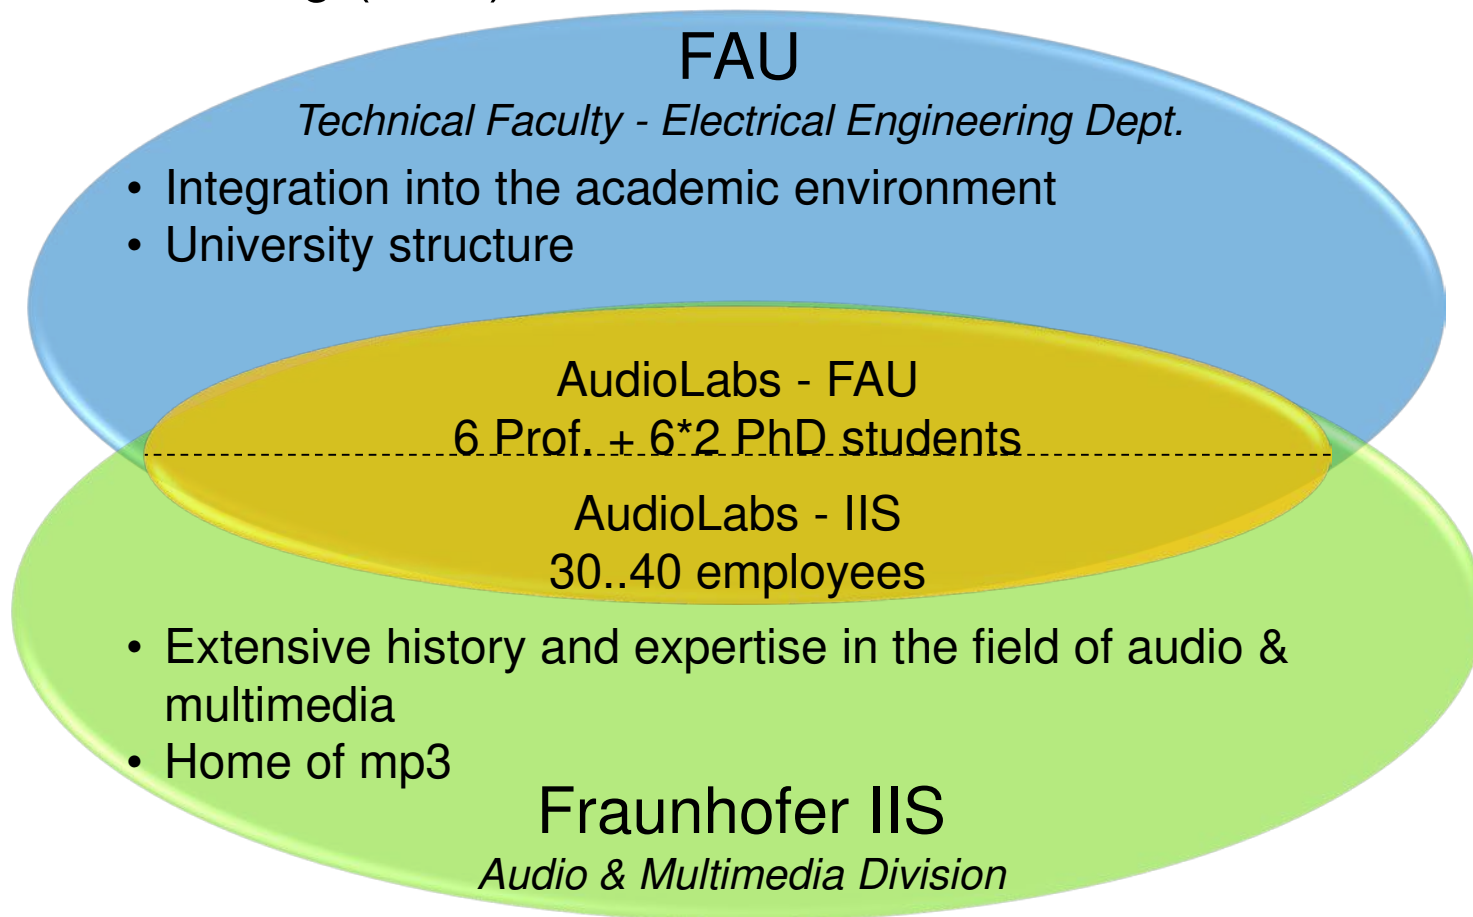 FAU
Technical Faculty - Electrical Engineering Dept.
• Integration into the academic environment
• University structure
AudioLabs - FAU
6 Prof. + 6*2 PhD students
AudioLabs - IIS
30..40 employees
• Extensive history and expertise in the field of audio &
multimedia
• Home of mp3
Fraunhofer IIS
Audio & Multimedia Division